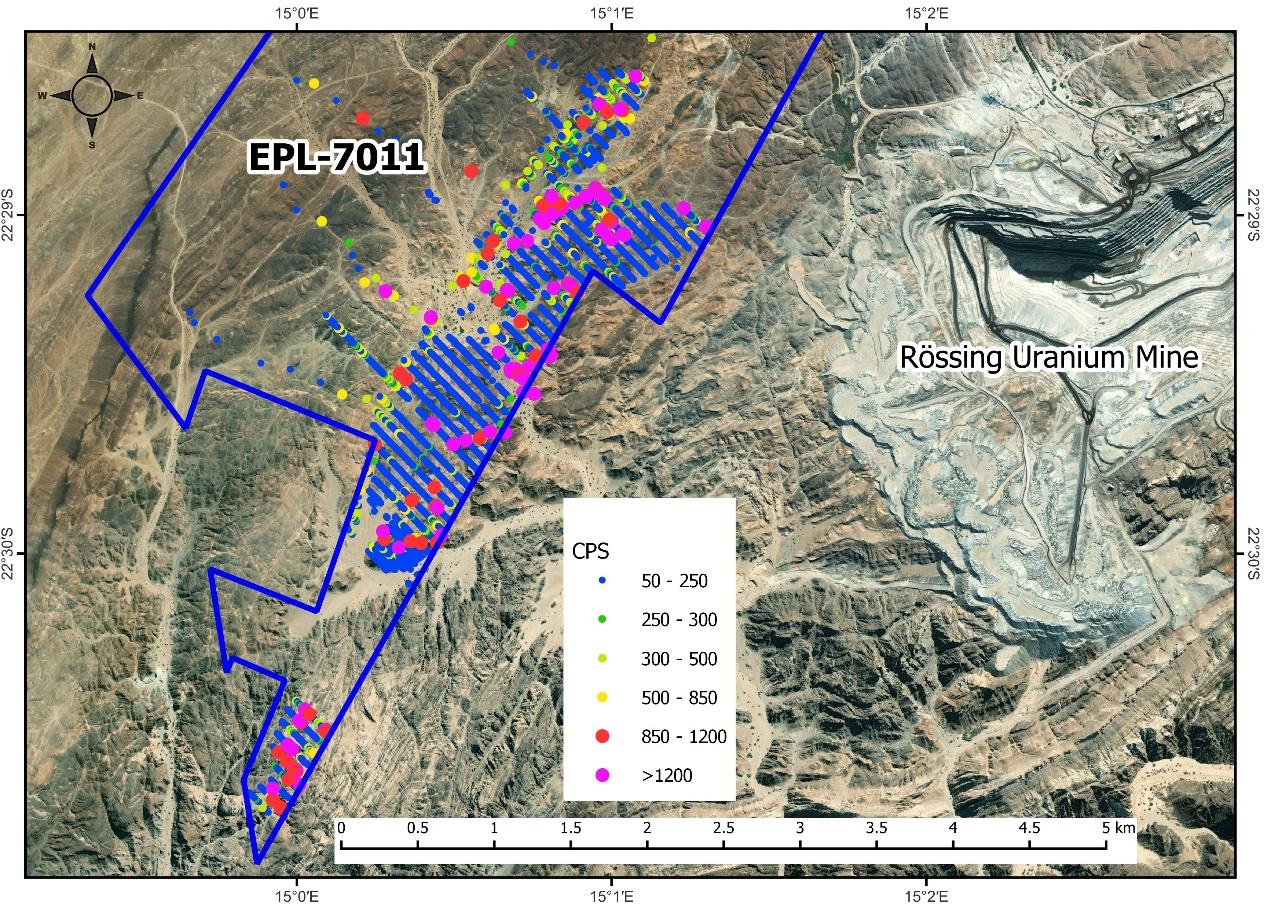 15°0'E 15°1'E 15°2'E
N
W E
S
EPL-7011
22°29'S 22°29'S
Rössing Uranium Mine
CPS
22°30'S 22°30'S
50 - 250
250 - 300
300 - 500
500 - 850
850 - 1200
>1200
0 0.5 1 1.5 2 2.5 3 3.5 4 4.5 5 km
15°0'E 15°1'E 15°2'E